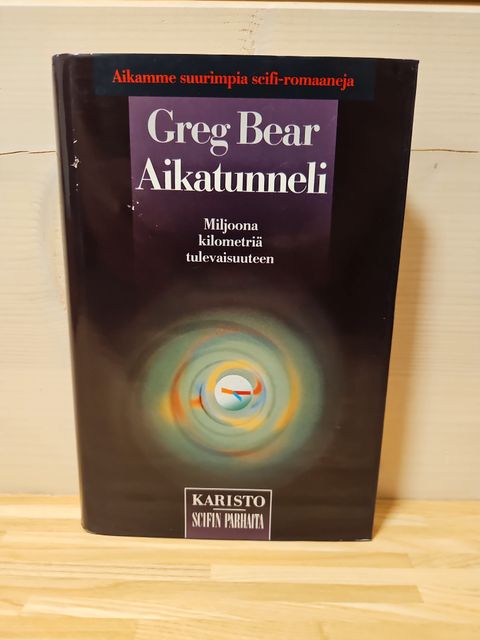 Aikamme suurimpia scifi-romaaneja
Greg Bear
Aikatunneli
Miljoona
kilometriä
tulevaisuuteen
KARISTO
SCIFIN PARHAITA